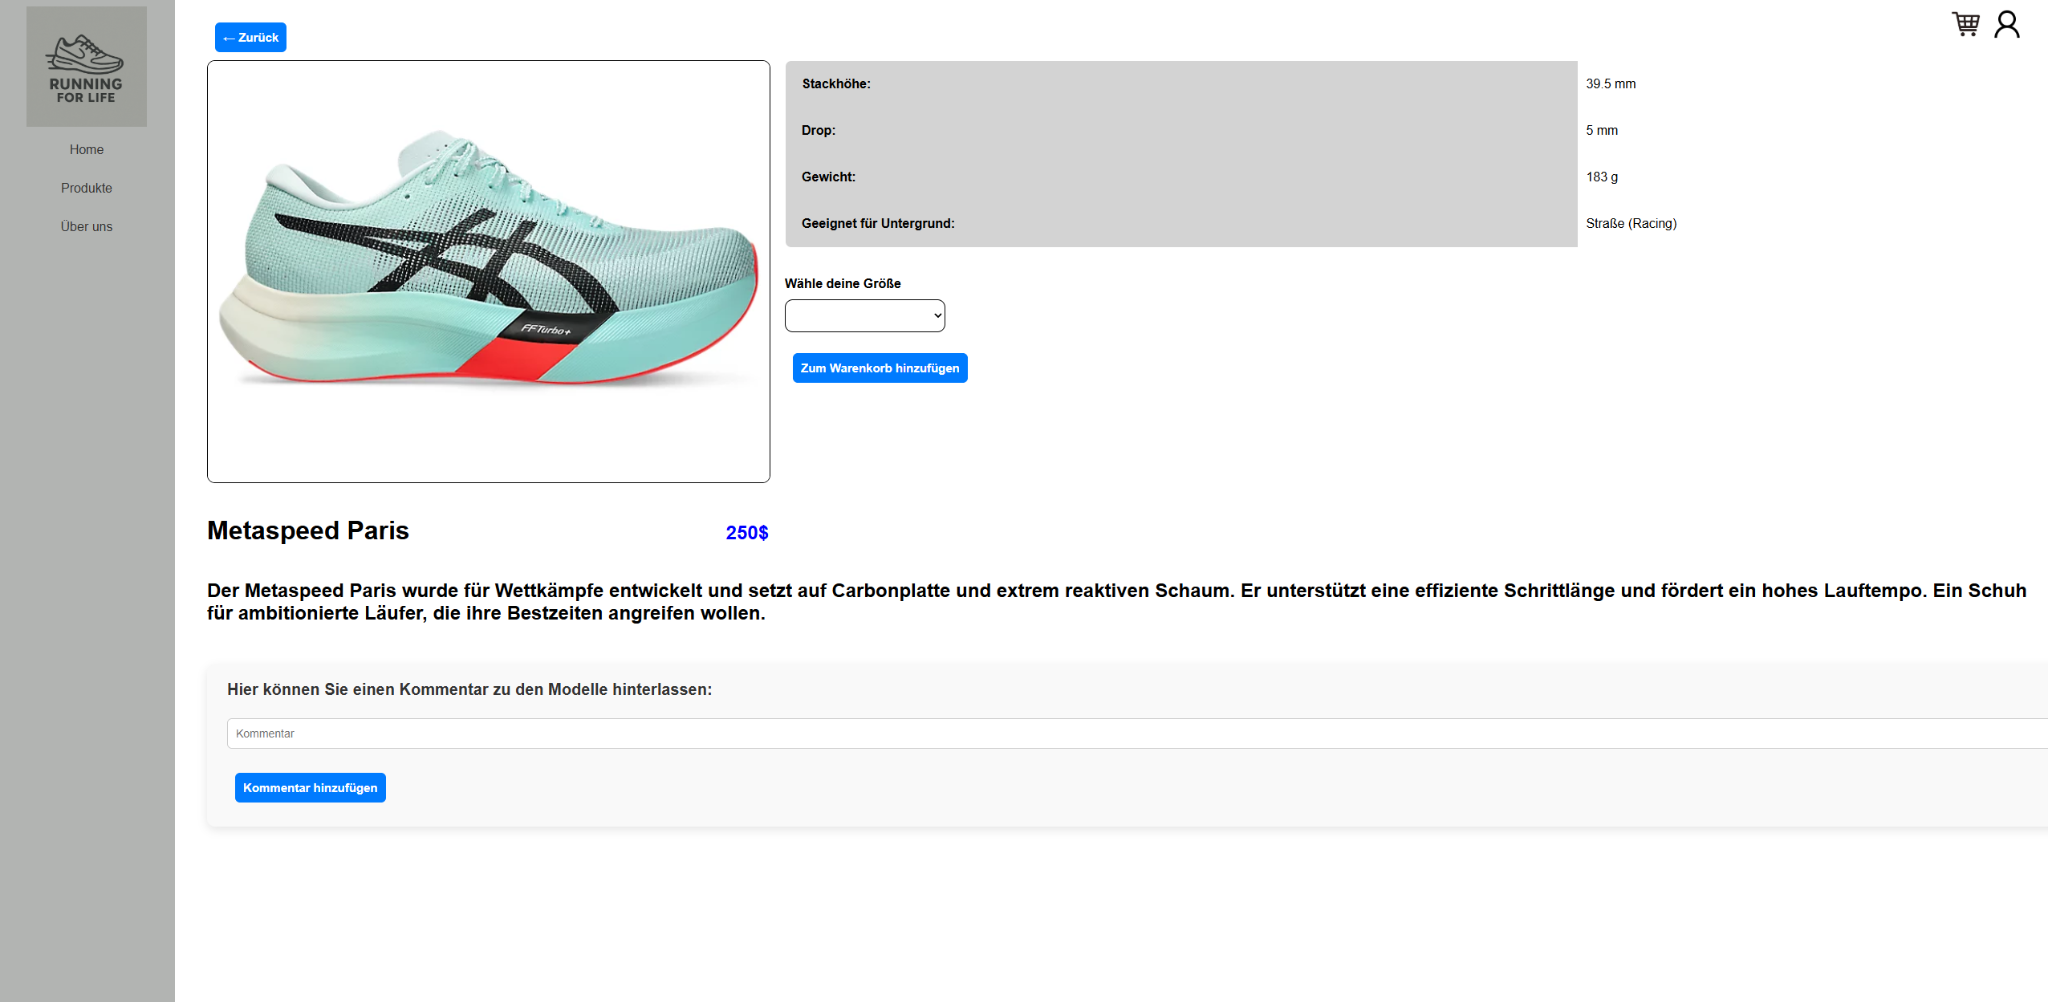 RUNNING
FOR LIFE
Home
Produkte
Über uns
← Zurück
FFTurbo+
Stackhöhe: 39.5 mm
Drop: 5 mm
Gewicht: 183 g
Geeignet für Untergrund: Straße (Racing)
Wähle deine Größe
Zum Warenkorb hinzufügen
Metaspeed Paris 250$
Der Metaspeed Paris wurde für Wettkämpfe entwickelt und setzt auf Carbonplatte und extrem reaktiven Schaum. Er unterstützt eine effiziente Schrittlänge und fördert ein hohes Lauftempo. Ein Schuh
für ambitionierte Läufer, die ihre Bestzeiten angreifen wollen.
Hier können Sie einen Kommentar zu den Modelle hinterlassen:
Kommentar
Kommentar hinzufügen